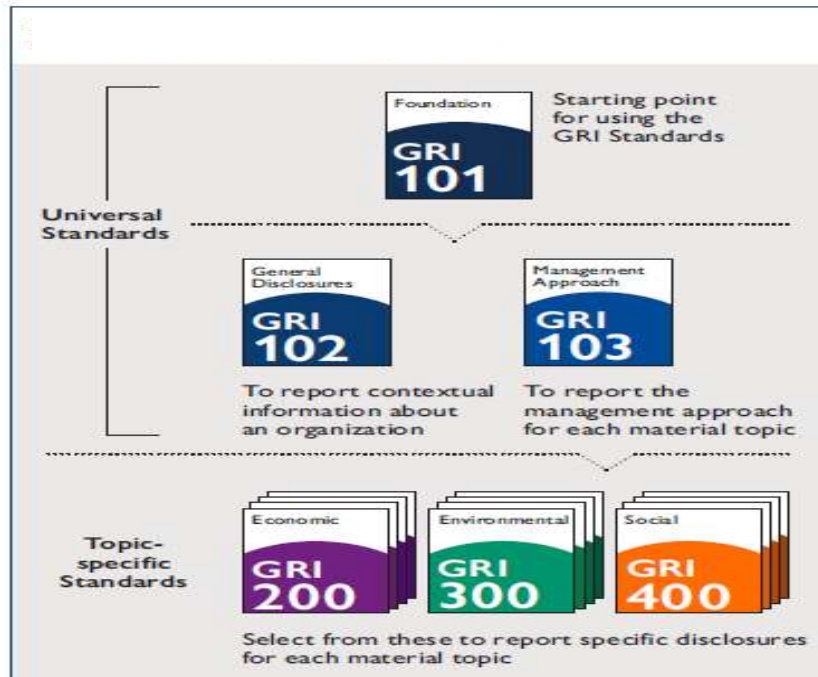 Foundation
GRI
101
Starting point
for using the
GRI Standards
Universal
Standards
General
Disclosures
GRI
102
Management
Approach
GRI
103
To report contextual
information about
an organization
To report the
management approach
for each material topic
Topic-
specific
Standards
Economic
GRI
200
Environmental
GRI
300
Social
GRI
400
Select from these to report specific disclosures
for each material topic